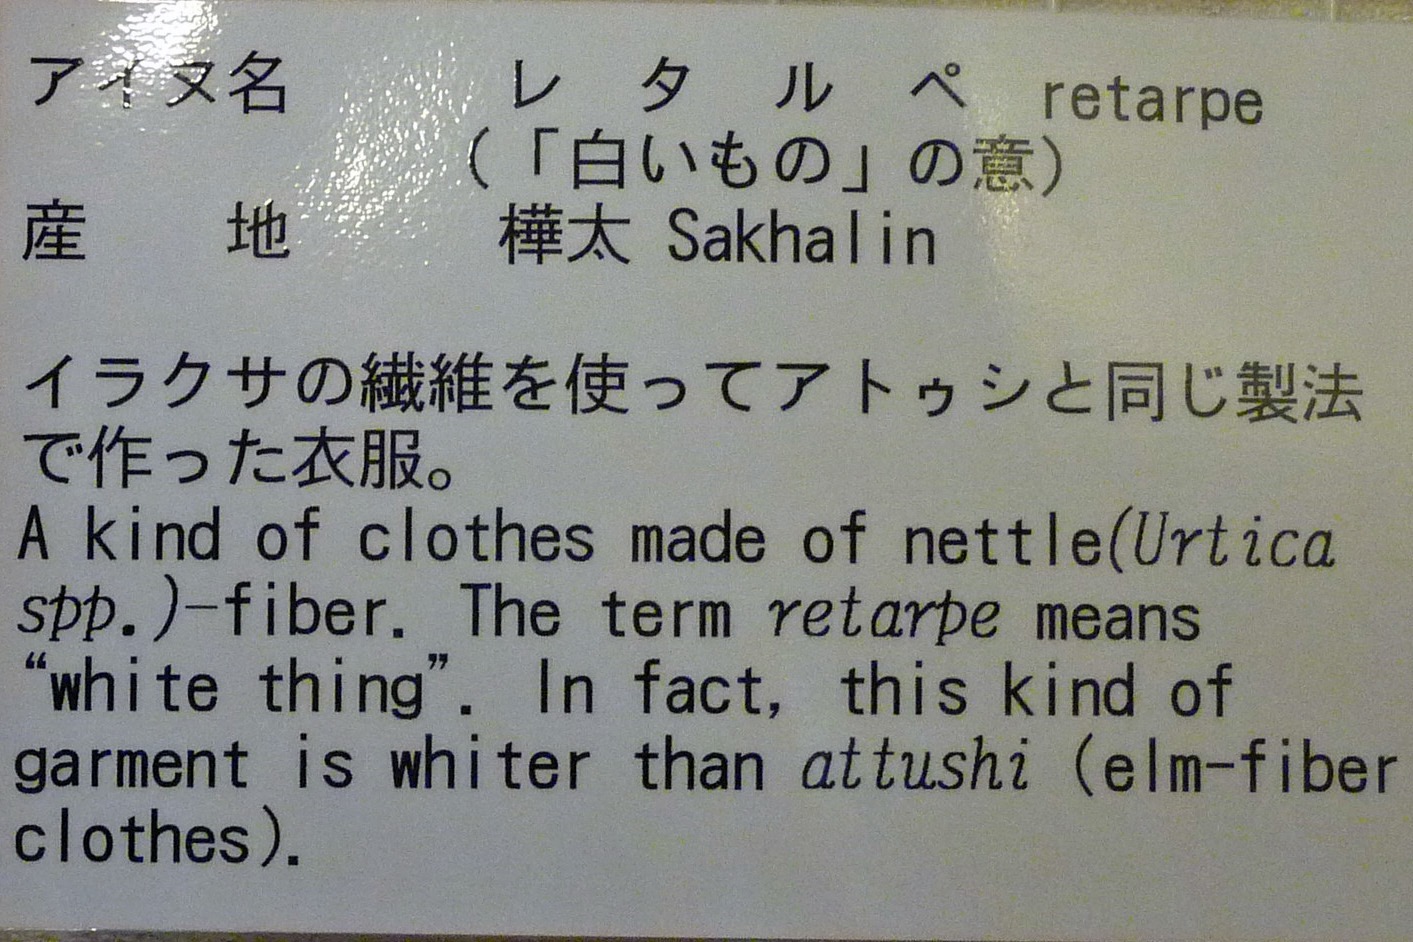 アイヌ名 レタルペ retarpe
(「白いもの」の意)
産地 樺太 Sakhalin
イラクサの繊維を使ってアトゥシと同じ製法
で作った衣服。
A kind of clothes made of nettle(Urtica
spp.)-fiber. The term retarpe means
“white thing”. In fact, this kind of
garment is whiter than attushi (elm-fiber
clothes).